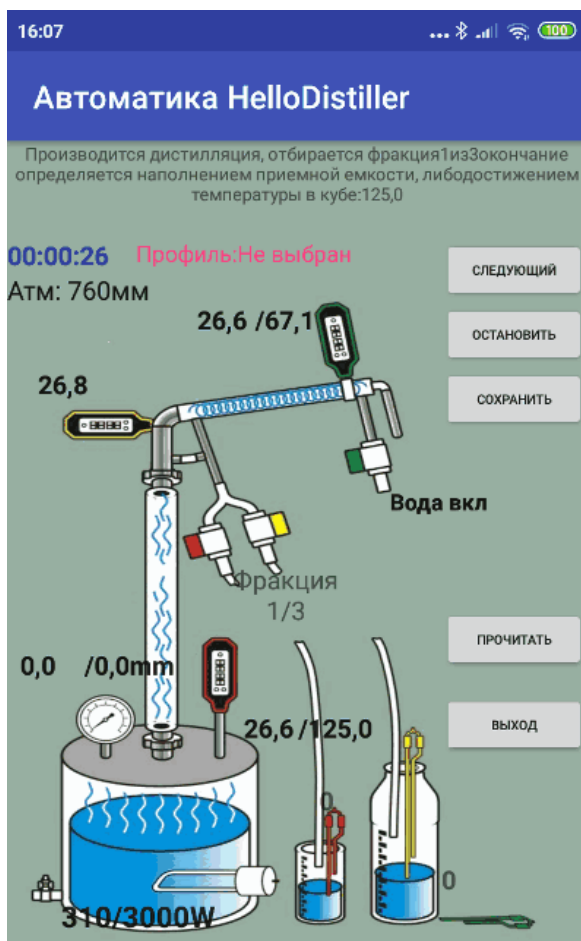 16:07
100
Автоматика HelloDistiller
Производится дистилляция, отбирается фракция1из3окончание
определяется наполнением приемной емкости, либодостижением
температуры в кубе:125,0
00:00:26 Профиль:Не выбран
СЛЕДУЮЩИЙ
Атм: 760мм
26,6 /67,1
ОСТАНОВИТЬ
26,8
СОХРАНИТЬ
Вода вкл
Фракция
1/3
ПРОЧИТАТЬ
0,0 /0,0mm
26,6 /125,0
ВЫХОД
0
0
310/3000W